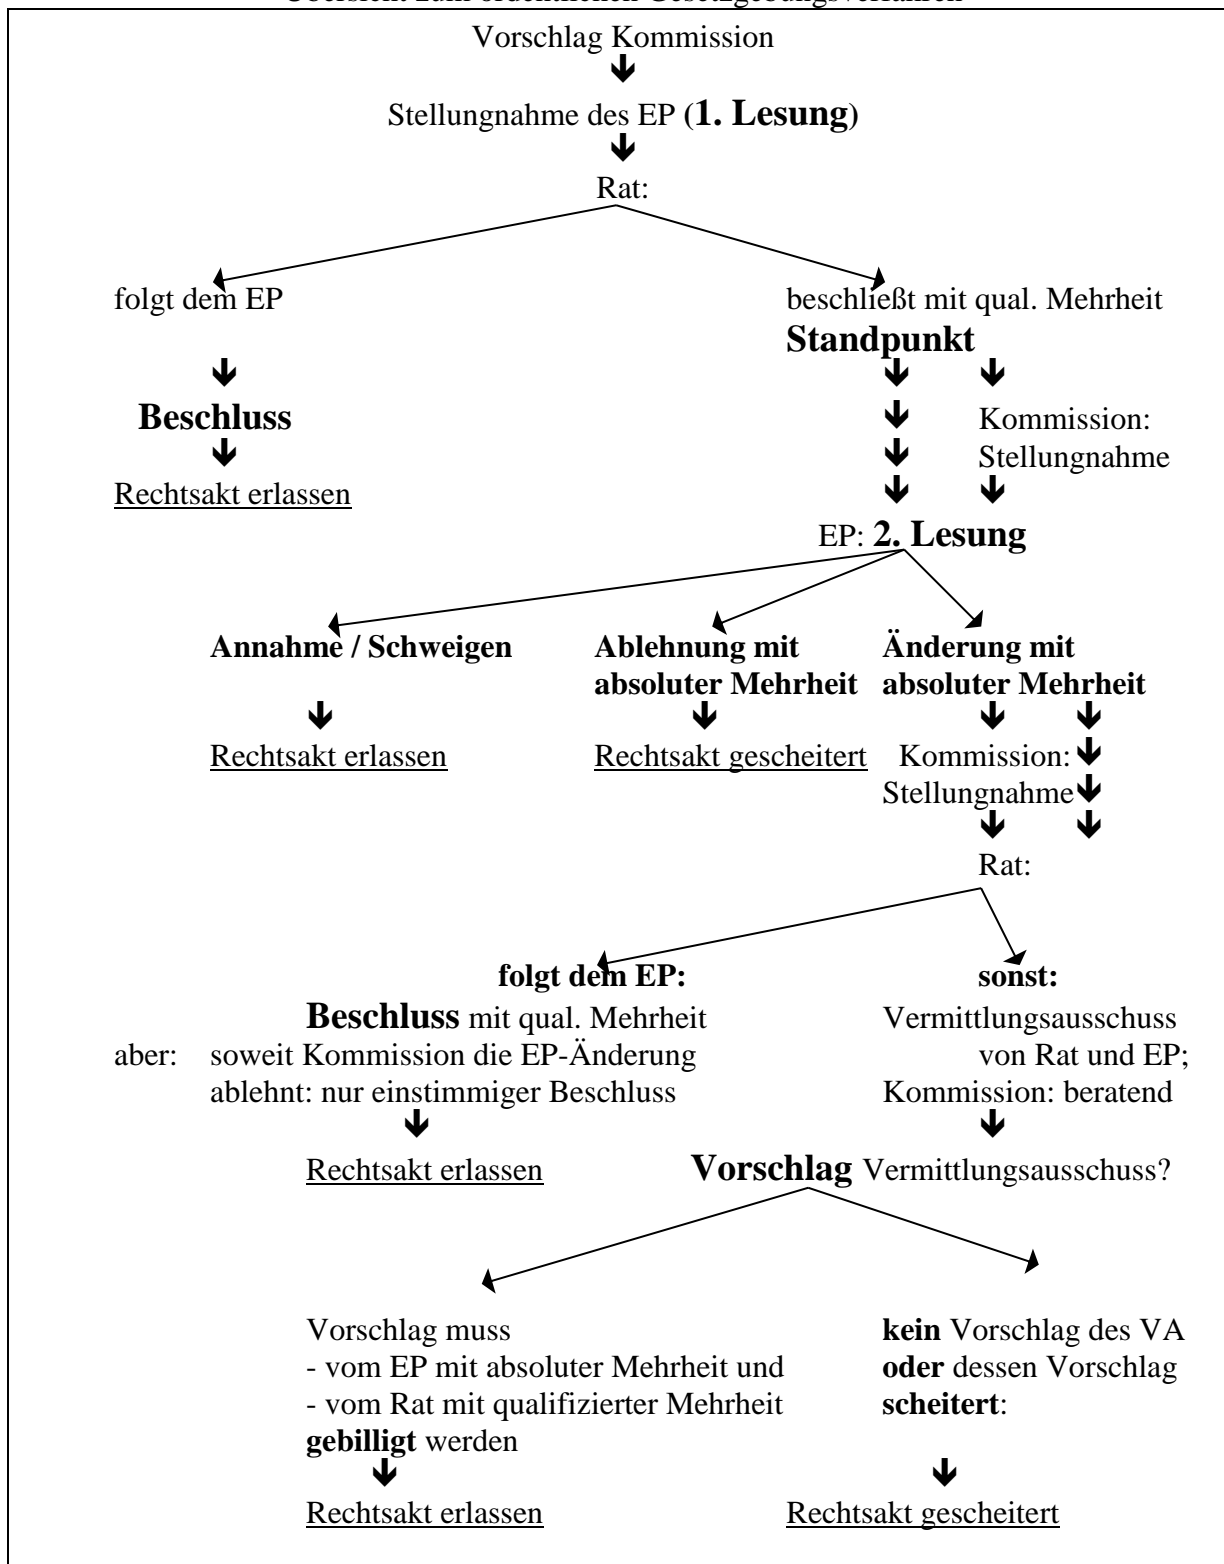 Übersicht zum ordentlichen Gesetzgebungsverfahren
Vorschlag Kommission
Stellungnahme des EP (1. Lesung)
Rat:
folgt dem EP
beschließt mit qual. Mehrheit
Standpunkt
Beschluss
Kommission:
Stellungnahme
Rechtsakt erlassen
EP: 2. Lesung
Annahme / Schweigen
Ablehnung mit
absoluter Mehrheit
Änderung mit
absoluter Mehrheit
Rechtsakt erlassen
Rechtsakt gescheitert
Kommission:
Stellungnahme
Rat:
folgt dem EP:
Beschluss mit qual. Mehrheit
aber: soweit Kommission die EP-Änderung
ablehnt: nur einstimmiger Beschluss
sonst:
Vermittlungsausschuss
von Rat und EP;
Kommission: beratend
Rechtsakt erlassen
Vorschlag Vermittlungsausschuss?
Vorschlag muss
- vom EP mit absoluter Mehrheit und
- vom Rat mit qualifizierter Mehrheit
gebilligt werden
kein Vorschlag des VA
oder dessen Vorschlag
scheitert:
Rechtsakt erlassen
Rechtsakt gescheitert